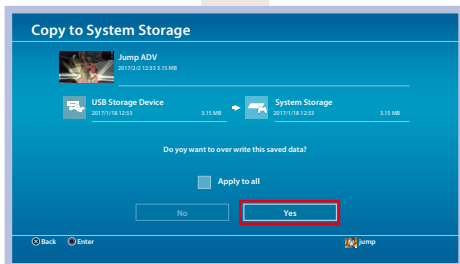 Copy to System Storage
Jump ADV
2017/2/2 12:33 3.15 MB
USB Storage Device
2017/1/18 12:33 3.15 MB
System Storage
2017/1/18 12:33 3.15 MB
Do yoy want to over write this saved data?
Apply to all
No Yes
Back Enter jump